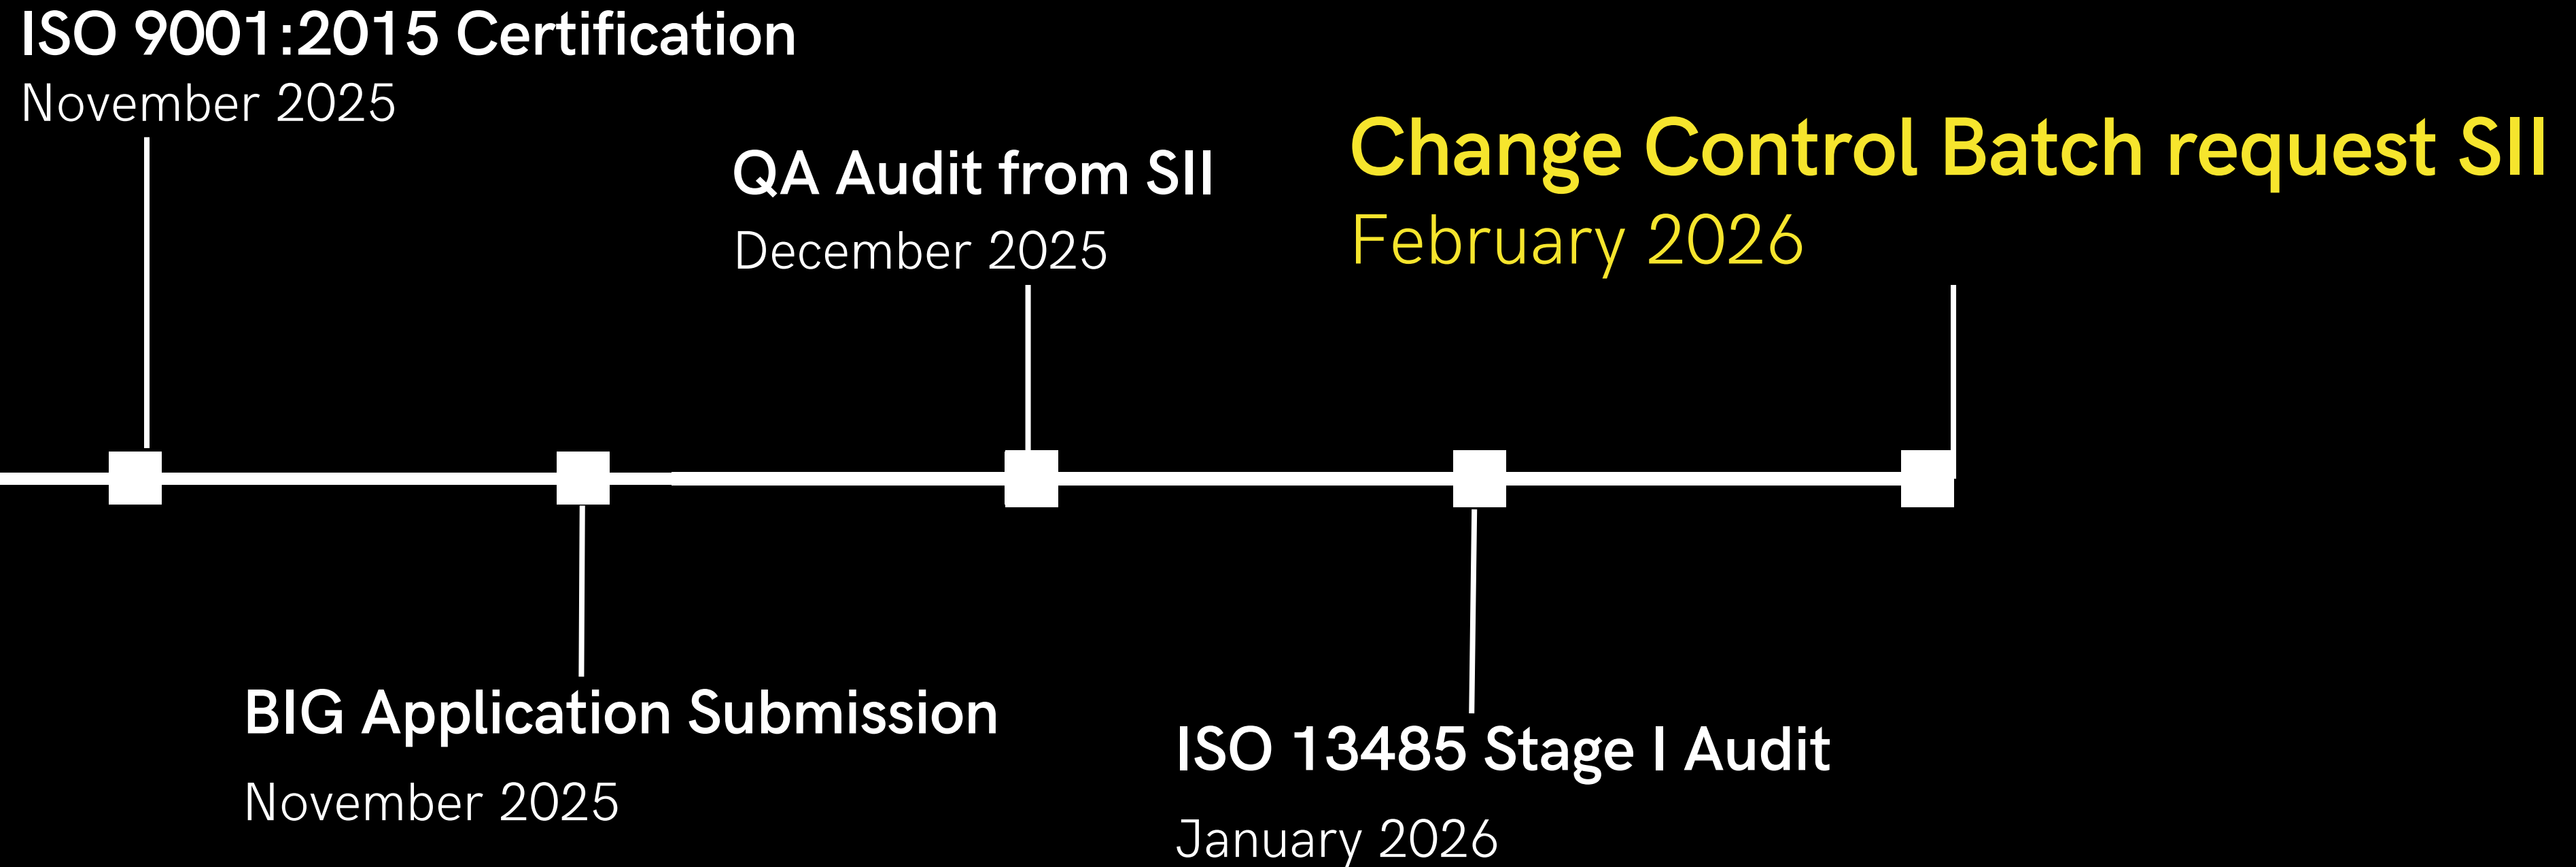 ISO 9001:2015 Certification
November 2025
BIG Application Submission
November 2025
QA Audit from SII
December 2025
ISO 13485 Stage I Audit
January 2026
Change Control Batch request SII
February 2026